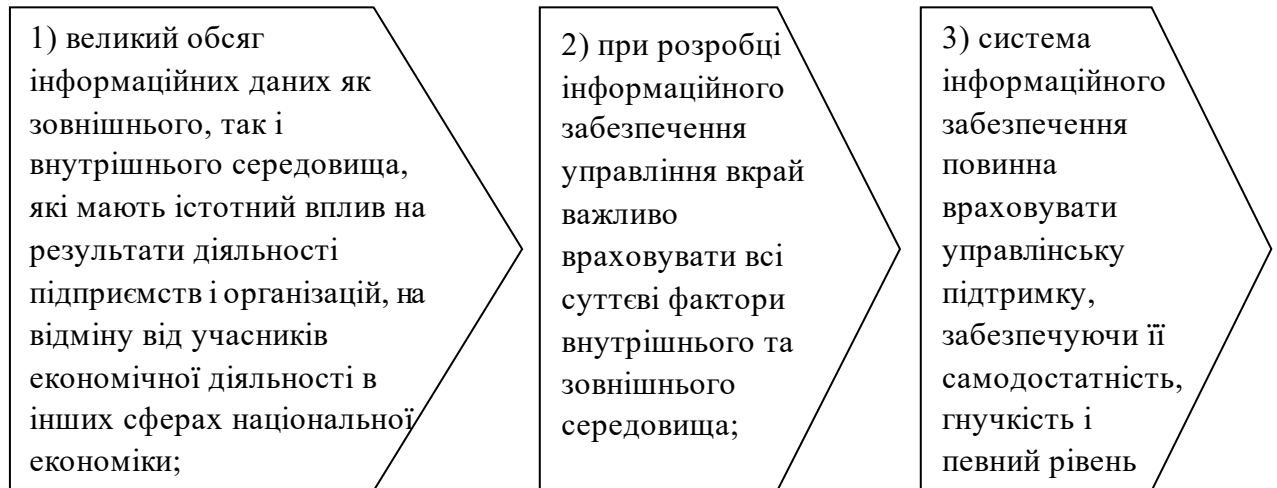 1) великий обсяг
інформаційних даних як
зовнішнього, так і
внутрішнього середовища,
які мають істотний вплив на
результати діяльності
підприємств і організацій, на
відміну від учасників
економічної діяльності в
інших сферах національної
економіки;
2) при розробці
інформаційного
забезпечення
управління вкрай
важливо
враховувати всі
суттєві фактори
внутрішнього та
зовнішнього
середовища;
3) система
інформаційного
забезпечення
повинна
враховувати
управлінську
підтримку,
забезпечуючи її
самодостатність,
гнучкість і
певний рівень